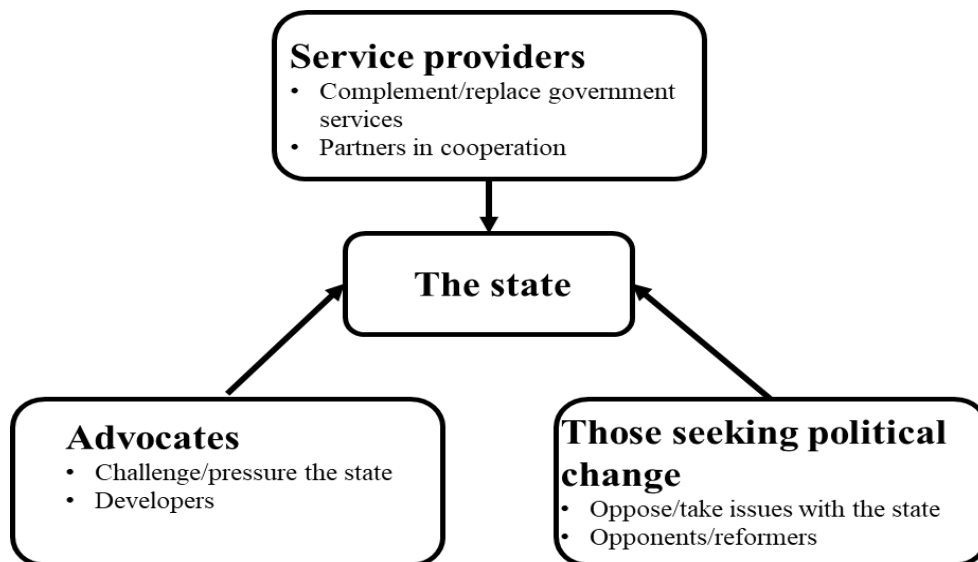 Service providers
• Complement/replace government
services
• Partners in cooperation
The state
Advocates
• Challenge/pressure the state
• Developers
Those seeking political
change
• Oppose/take issues with the state
• Opponents/reformers